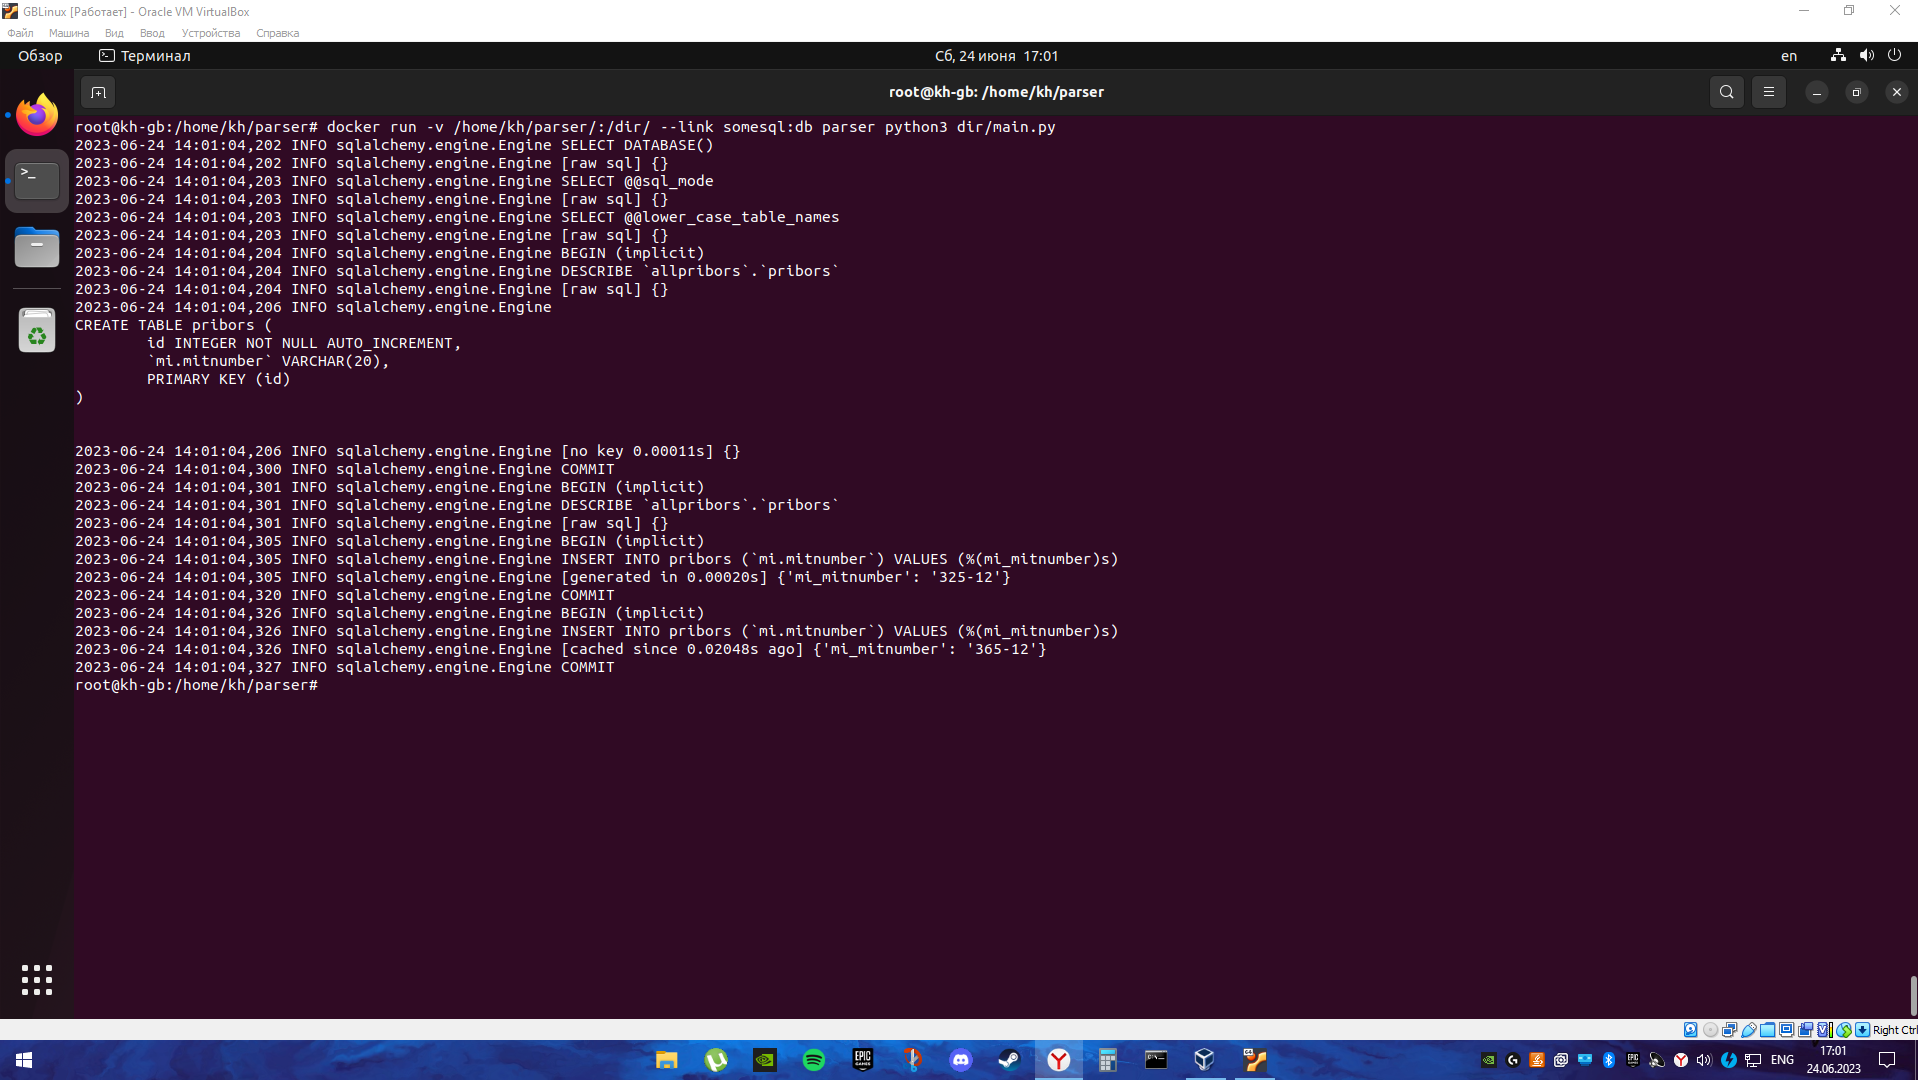 GBLinux [Работает] - Oracle VM VirtualBox
Файл Машина Вид Ввод Устройства Справка
Обзор Терминал Сб, 24 июня 17:01 en
root@kh-gb: /home/kh/parser
root@kh-gb:/home/kh/parser# docker run -v /home/kh/parser/:/dir/ --link somesql:db parser python3 dir/main.py
2023-06-24 14:01:04,202 INFO sqlalchemy.engine.Engine SELECT DATABASE()
2023-06-24 14:01:04,202 INFO sqlalchemy.engine.Engine [raw sql] {}
2023-06-24 14:01:04,203 INFO sqlalchemy.engine.Engine SELECT @@sql_mode
2023-06-24 14:01:04,203 INFO sqlalchemy.engine.Engine [raw sql] {}
2023-06-24 14:01:04,203 INFO sqlalchemy.engine.Engine SELECT @@lower_case_table_names
2023-06-24 14:01:04,203 INFO sqlalchemy.engine.Engine [raw sql] {}
2023-06-24 14:01:04,204 INFO sqlalchemy.engine.Engine BEGIN (implicit)
2023-06-24 14:01:04,204 INFO sqlalchemy.engine.Engine DESCRIBE `allpribors`.`pribors`
2023-06-24 14:01:04,204 INFO sqlalchemy.engine.Engine [raw sql] {}
2023-06-24 14:01:04,206 INFO sqlalchemy.engine.Engine
CREATE TABLE pribors (
id INTEGER NOT NULL AUTO_INCREMENT,
`mi.mitnumber` VARCHAR(20),
PRIMARY KEY (id)
)
2023-06-24 14:01:04,206 INFO sqlalchemy.engine.Engine [no key 0.00011s] {}
2023-06-24 14:01:04,300 INFO sqlalchemy.engine.Engine COMMIT
2023-06-24 14:01:04,301 INFO sqlalchemy.engine.Engine BEGIN (implicit)
2023-06-24 14:01:04,301 INFO sqlalchemy.engine.Engine DESCRIBE `allpribors`.`pribors`
2023-06-24 14:01:04,301 INFO sqlalchemy.engine.Engine [raw sql] {}
2023-06-24 14:01:04,305 INFO sqlalchemy.engine.Engine BEGIN (implicit)
2023-06-24 14:01:04,305 INFO sqlalchemy.engine.Engine INSERT INTO pribors (`mi.mitnumber`) VALUES (%(mi_mitnumber)s)
2023-06-24 14:01:04,305 INFO sqlalchemy.engine.Engine [generated in 0.00020s] {'mi_mitnumber': '325-12'}
2023-06-24 14:01:04,320 INFO sqlalchemy.engine.Engine COMMIT
2023-06-24 14:01:04,326 INFO sqlalchemy.engine.Engine BEGIN (implicit)
2023-06-24 14:01:04,326 INFO sqlalchemy.engine.Engine INSERT INTO pribors (`mi.mitnumber`) VALUES (%(mi_mitnumber)s)
2023-06-24 14:01:04,326 INFO sqlalchemy.engine.Engine [cached since 0.02048s ago] {'mi_mitnumber': '365-12'}
2023-06-24 14:01:04,327 INFO sqlalchemy.engine.Engine COMMIT
root@kh-gb:/home/kh/parser#
Right Ctrl
EPIC GAMES
ENG
17:01
24.06.2023